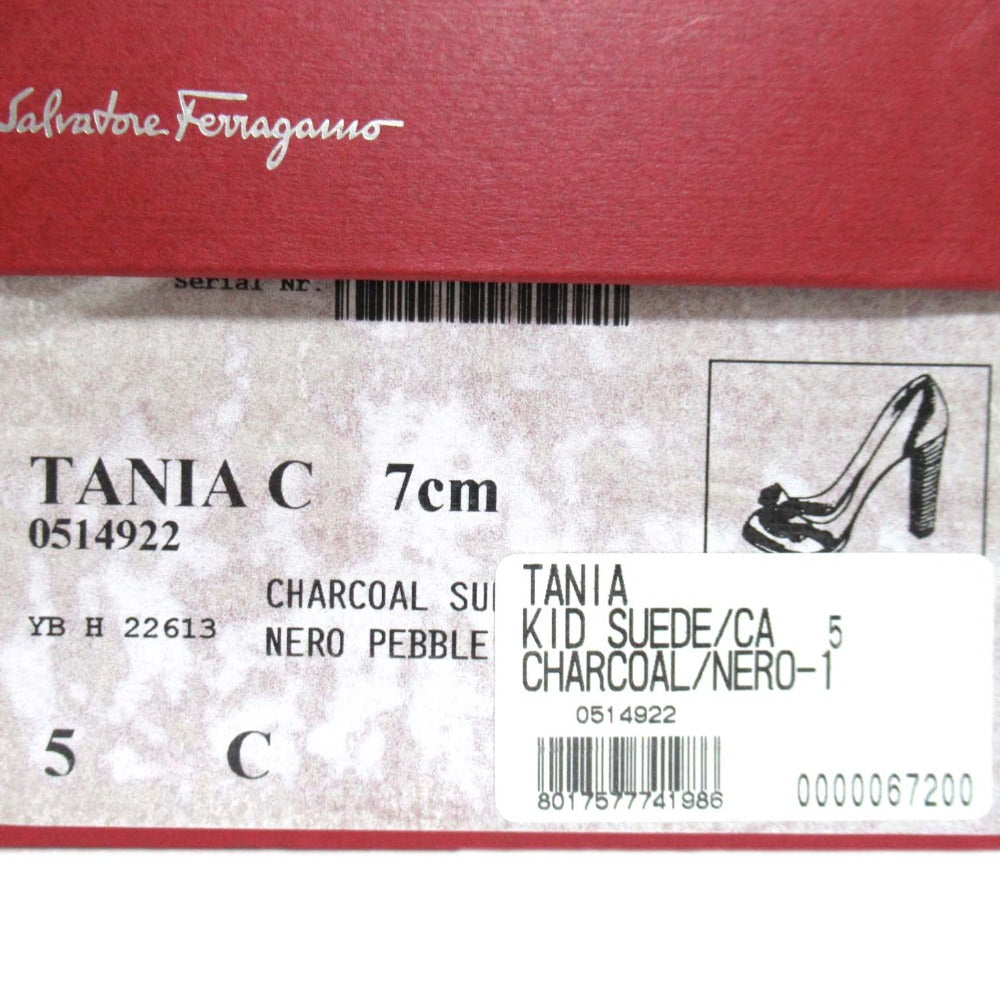 Salvatore Ferragamo
Serial Nr.
TANIA C 7cm
0514922
CHARCOAL
YB H 22613
NERO PEBBLE
5 C
TANIA
KID SUEDE/CA 5
CHARCOAL/NERO-1
0514922
8017577741986
0000067200